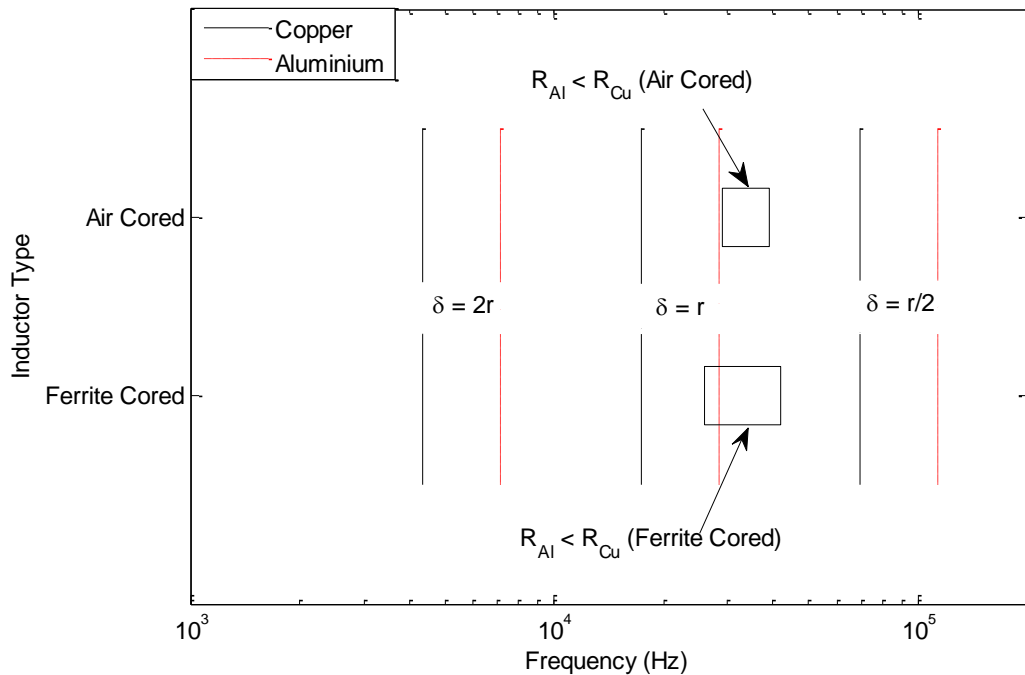 Copper
Aluminium
R_Al < R_Cu (Air Cored)
Air Cored
δ = 2r
δ = r
δ = r/2
Inductor Type
Ferrite Cored
R_Al < R_Cu (Ferrite Cored)
10^3
10^4
10^5
Frequency (Hz)